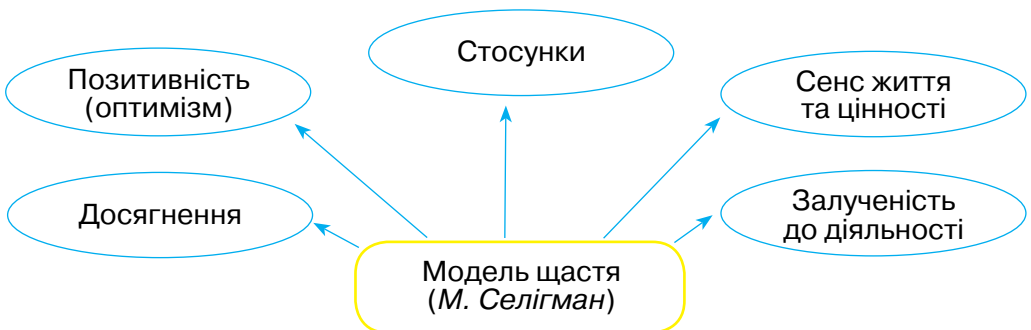 Стосунки
Позитивність
(оптимізм)
Сенс життя
та цінності
Досягнення
Залученість
до діяльності
Модель щастя
(М. Селігман)